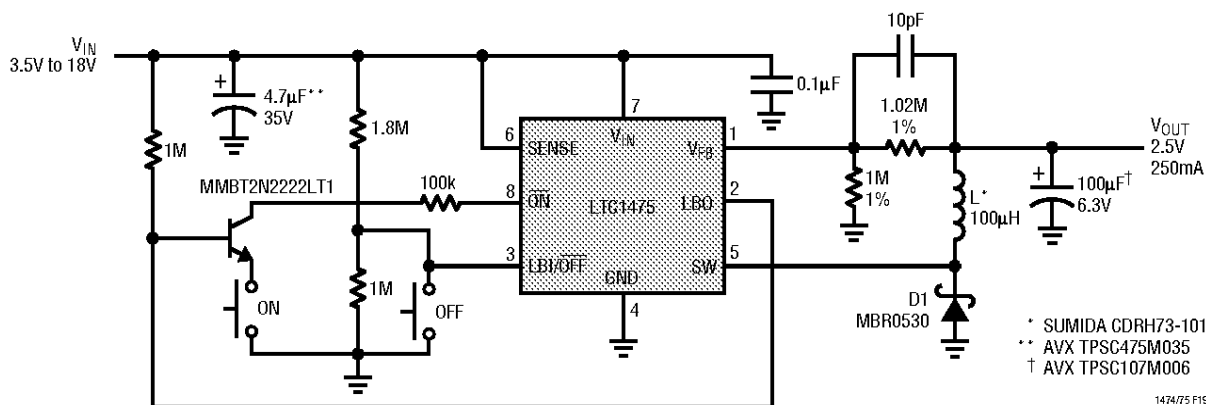 10pF
V_IN
3.5V to 18V
+
4.7µF**
35V
1M
1.8M
0.1µF
7
V_IN
6
SENSE
1
V_FB
1.02M
1%
V_OUT
2.5V
250mA
MMBT2N2222LT1
100k
8
ON
LTC1475
2
LBO
1M
1%
L*
100µH
+
100µF†
6.3V
3
LBI/OFF
5
SW
GND
4
1M
ON
OFF
D1
MBR0530
* SUMIDA CDRH73-101
** AVX TPSC475M035
† AVX TPSC107M006
1474/75 F19